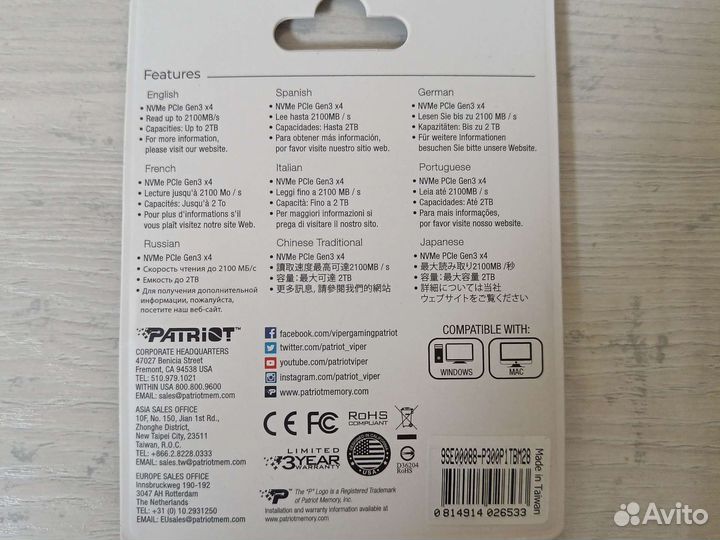 Features
English
• NVMe PCIe Gen3 x4
• Read up to 2100MB/s
• Capacities: Up to 2TB
• For more information,
please visit our website.
Spanish
• NVMe PCIe Gen3 x4
• Lee hasta 2100MB / s
• Capacidades: Hasta 2TB
• Para obtener más información,
por favor visite nuestro sitio web.
German
• NVMe PCIe Gen3 x4
• Lesen Sie bis zu 2100 MB / s
• Kapazitäten: Bis zu 2 TB
• Für weitere Informationen
besuchen Sie bitte unsere Website.
French
• NVMe PCIe Gen3 x4
• Lecture jusqu'à 2100 Mo / s
• Capacités: Jusqu'à 2 To
• Pour plus d'informations s'il
vous plaît visitez notre site Web.
Italian
• NVMe PCIe Gen3 x4
• Leggi fino a 2100 MB / s
• Capacità: Fino a 2 TB
• Per maggiori informazioni si
prega di visitare il nostro sito.
Portuguese
• NVMe PCIe Gen3 x4
• Leia até 2100MB / s
• Capacidades: Até 2TB
• Para mais informações,
por favor visite nosso website.
Russian
• NVMe PCIe Gen3 x4
• Скорость чтения до 2100 МБ/с
• Емкость до 2TB
• Для получения дополнительной
информации, пожалуйста,
посетите наш веб-сайт.
Chinese Traditional
• NVMe PCIe Gen3 x4
• 讀取速度最高可達2100MB / s
• 容量：最大可達 2TB
• 更多訊息, 請參閱我們的網站
Japanese
• NVMe PCIe Gen3 x4
• 最大読み取り2100MB /秒
• 容量：最大容量 2TB
• 詳細については当社
ウェブサイトをご覧ください
PATRIOT
CORPORATE HEADQUARTERS
47027 Benicia Street
Fremont, CA 94538 USA
TEL: 510.979.1021
WITHIN USA 800.800.9600
EMAIL: sales@patriotmem.com
ASIA SALES OFFICE
10F, No. 150, Jian 1st Rd.,
Zhonghe District,
New Taipei City, 23511
Taiwan, R.O.C.
TEL: +866.2.8228.0333
EMAIL: sales.tw@patriotmem.com
EUROPE SALES OFFICE
Innsbruckweg 190-192
3047 AH Rotterdam
The Netherlands
TEL: +31 (0) 10.2931250
EMAIL: EUsales@patriotmem.com
facebook.com/vipergamingpatriot
twitter.com/patriot_viper
youtube.com/patriotviper
instagram.com/patriot_viper
www.patriotmemory.com
COMPATIBLE WITH:
WINDOWS
MAC
CE FC RoHS
COMPLIANT
LIMITED
3YEAR
WARRANTY
USA
D36204
RoHS
The "P" Logo is a Registered Trademark
of Patriot Memory, Inc.
Installation and warranty information available at
www.patriotmemory.com.
9SE00088-P300P1TBM28
0 814914 026533
Made in Taiwan
Avito